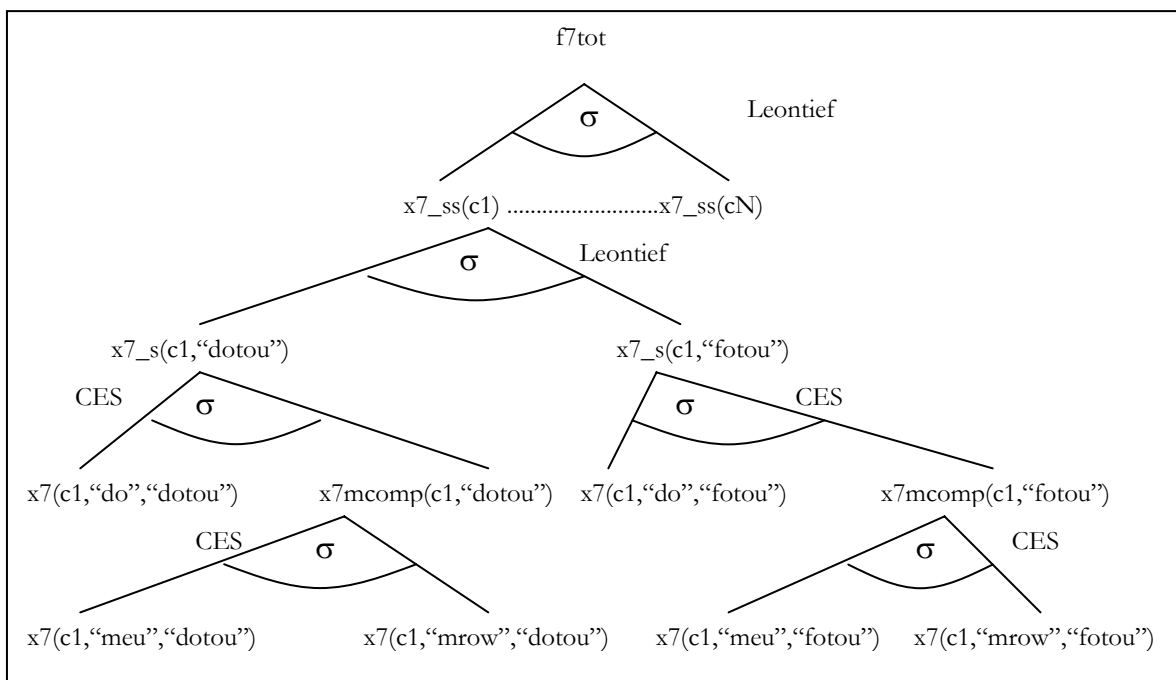 f7tot
σ
Leontief
x7_ss(c1) ...........................x7_ss(cN)
σ
Leontief
x7_s(c1,“dotou”)
x7_s(c1,“fotou”)
CES
σ
σ
CES
x7(c1,“do”,“dotou”)
x7mcomp(c1,“dotou”)
x7(c1,“do”,“fotou”)
x7mcomp(c1,“fotou”)
CES
σ
σ
CES
x7(c1,“meu”,“dotou”)
x7(c1,“mrow”,“dotou”)
x7(c1,“meu”,“fotou”)
x7(c1,“mrow”,“fotou”)